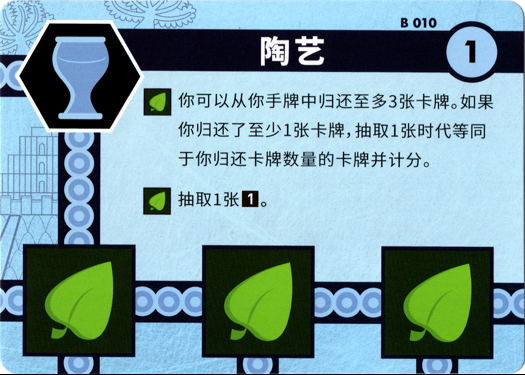 B 010
陶艺
1
你可以从你手牌中归还至多3张卡牌。如果
你归还了至少1张卡牌,抽取1张时代等同
于你归还卡牌数量的卡牌并计分。
抽取1张1。